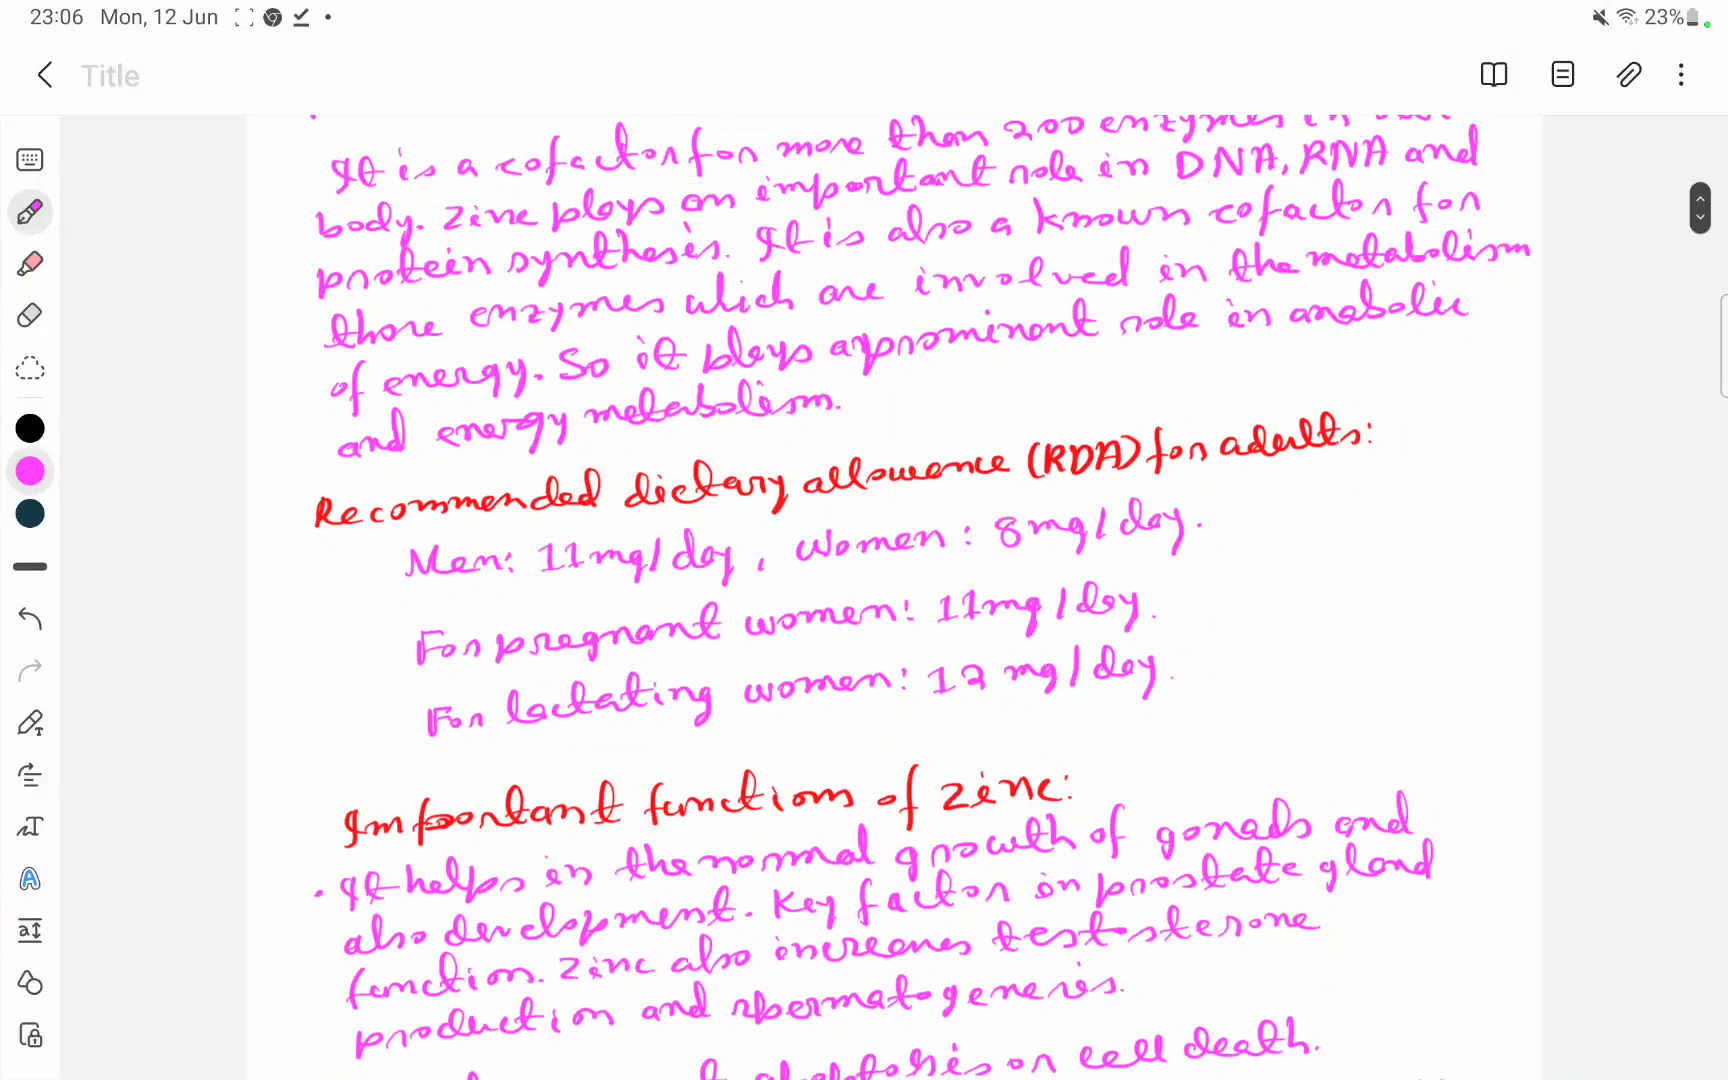 23:06 Mon, 12 Jun 23%
Title
It is a cofactor for more than 200 enzymes in
body. Zinc plays an important role in DNA, RNA and
protein synthesis. It is also a known cofactor for
those enzymes which are involved in the metabolism
of energy. So it plays a prominent role in anabolic
and energy metabolism.
Recommended dietary allowance (RDA) for adults:
Men: 11mg/day, Women: 8mg/day.
For pregnant women: 11mg/day.
For lactating women: 12 mg/day.
Important functions of zinc:
• It helps in the normal growth of gonads and
also development. Key factor in prostate gland
function. Zinc also increases testosterone
production and spermatogenesis.
or cell death.